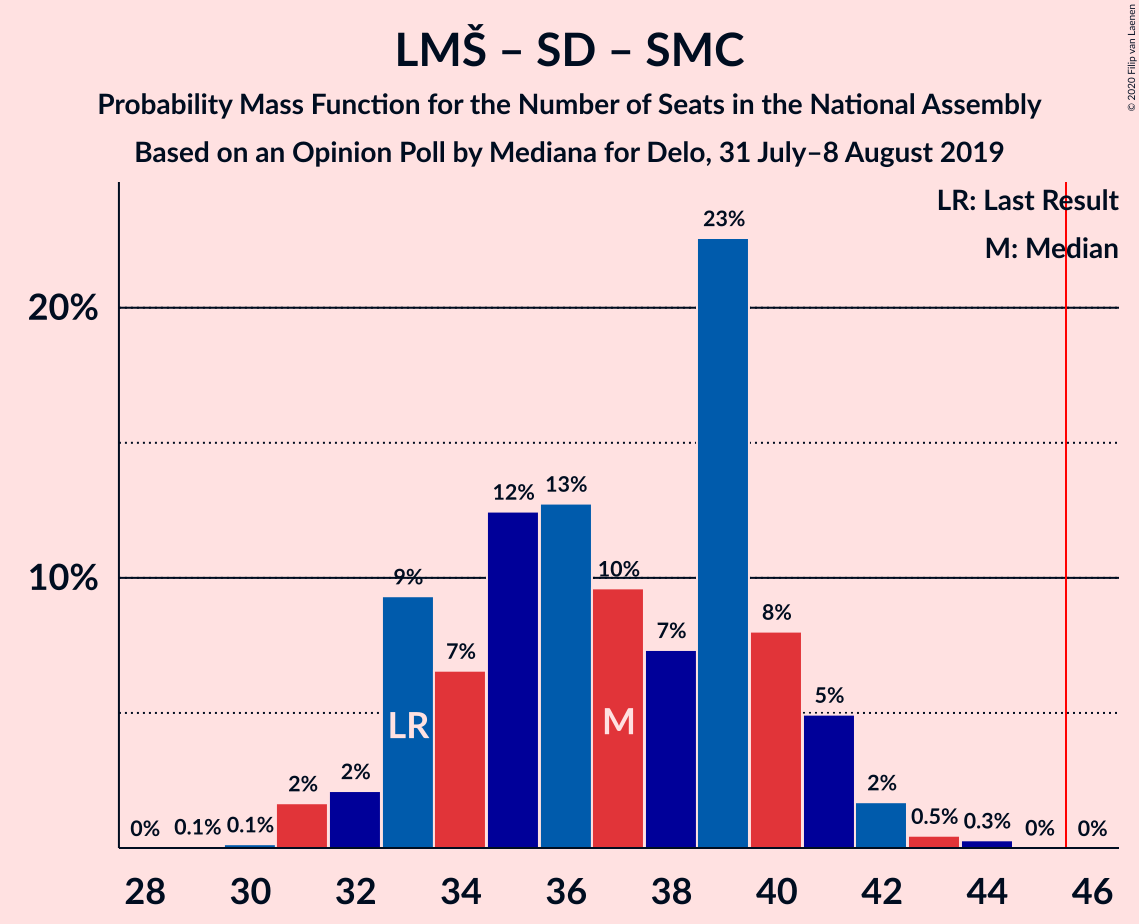 LMŠ – SD – SMC
Probability Mass Function for the Number of Seats in the National Assembly
Based on an Opinion Poll by Mediana for Delo, 31 July–8 August 2019
© 2020 Filip van Laenen
LR: Last Result
M: Median
20%
10%
0%
0.1%
0.1%
2%
2%
9%
7%
12%
13%
10%
7%
23%
8%
5%
2%
0.5%
0.3%
0%
0%
LR
M
28 30 32 34 36 38 40 42 44 46